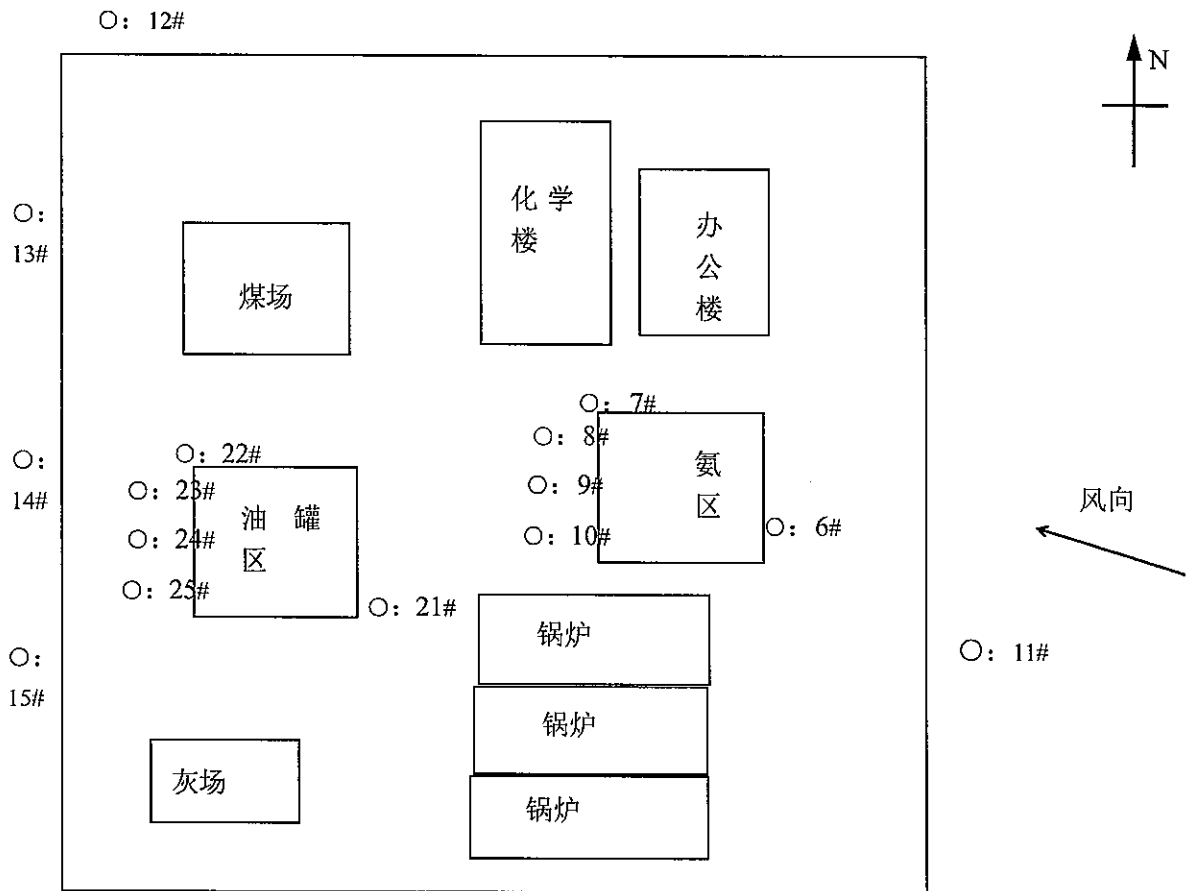 ○: 12#
N
○:
13#
化学
楼
办
公
楼
煤场
○: 7#
○: 8#
○: 9#
○: 10#
氨
区
○: 6#
○:
14#
○: 22#
○: 23#
○: 24#
○: 25#
油罐
区
○: 21#
风向
○: 11#
○:
15#
锅炉
锅炉
锅炉
灰场